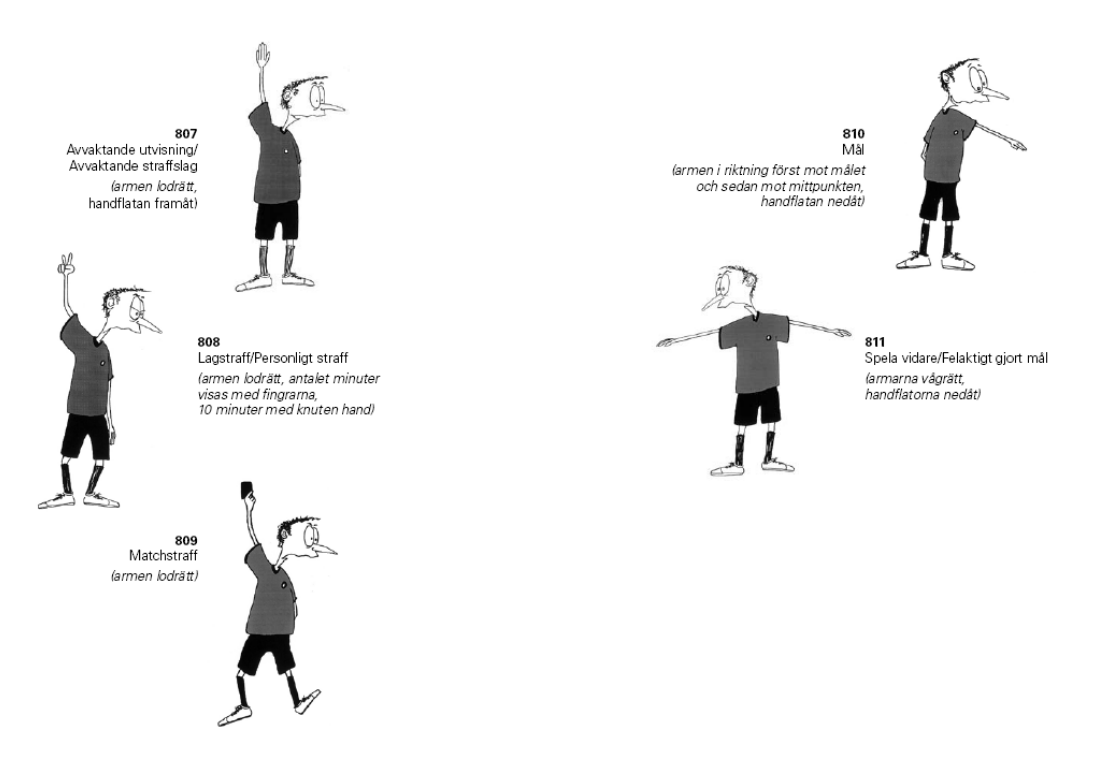 807
Avvaktande utvisning/
Avvaktande straffslag
(armen lodrätt,
handflatan framåt)
808
Lagstraff/Personligt straff
(armen lodrätt, antalet minuter
visas med fingrarna,
10 minuter med knuten hand)
809
Matchstraff
(armen lodrätt)
810
Mål
(armen i riktning först mot målet
och sedan mot mittpunkten,
handflatan nedåt)
811
Spela vidare/Felaktigt gjort mål
(armarna vågrätt,
handflatorna nedåt)